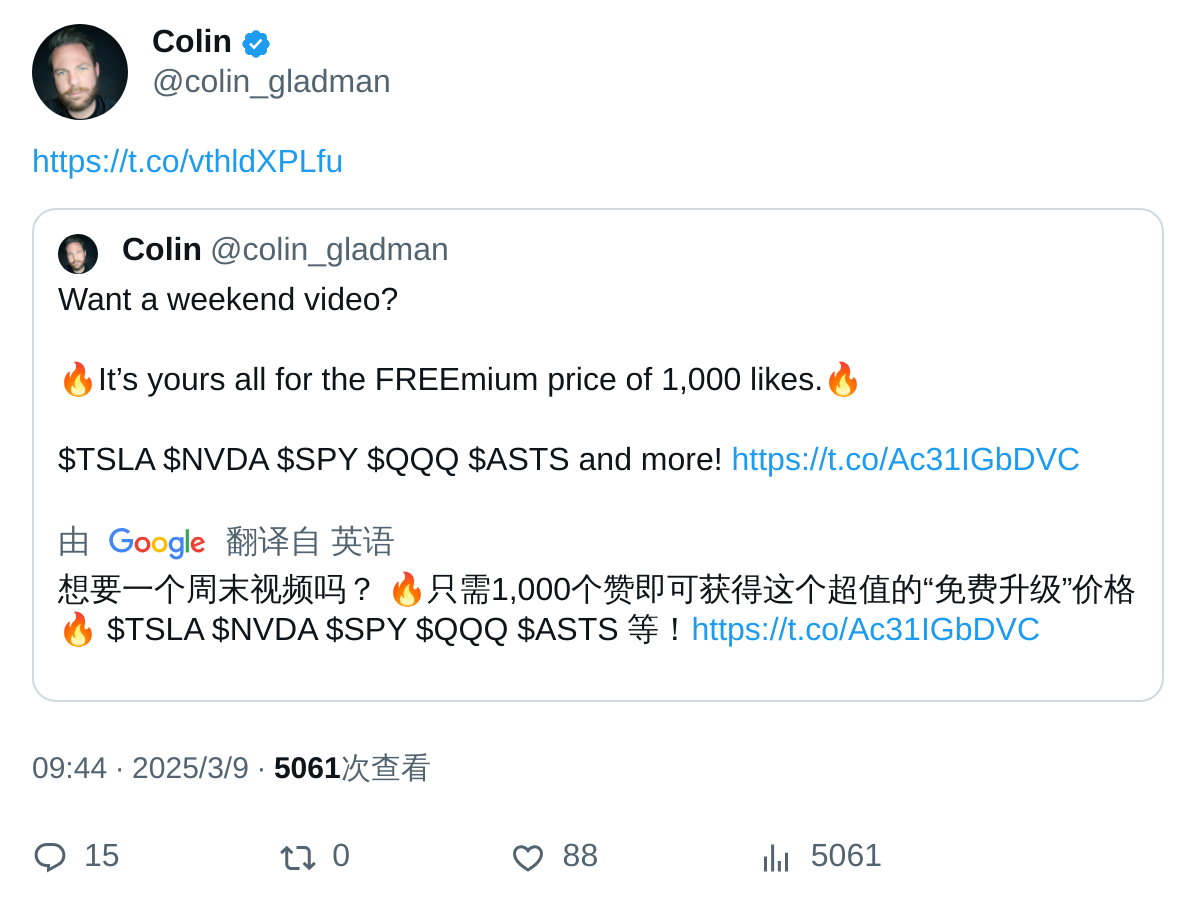 Colin
@colin_gladman
https://t.co/vthldXPLfu
Colin @colin_gladman
Want a weekend video?
🔥It’s yours all for the FREEmium price of 1,000 likes.🔥
$TSLA $NVDA $SPY $QQQ $ASTS and more! https://t.co/Ac31IGbDVC
由 Google 翻译自 英语
想要一个周末视频吗？ 🔥只需1,000个赞即可获得这个超值的“免费升级”价格
🔥 $TSLA $NVDA $SPY $QQQ $ASTS 等！https://t.co/Ac31IGbDVC
09:44 · 2025/3/9 · 5061次查看
15 0 88 5061